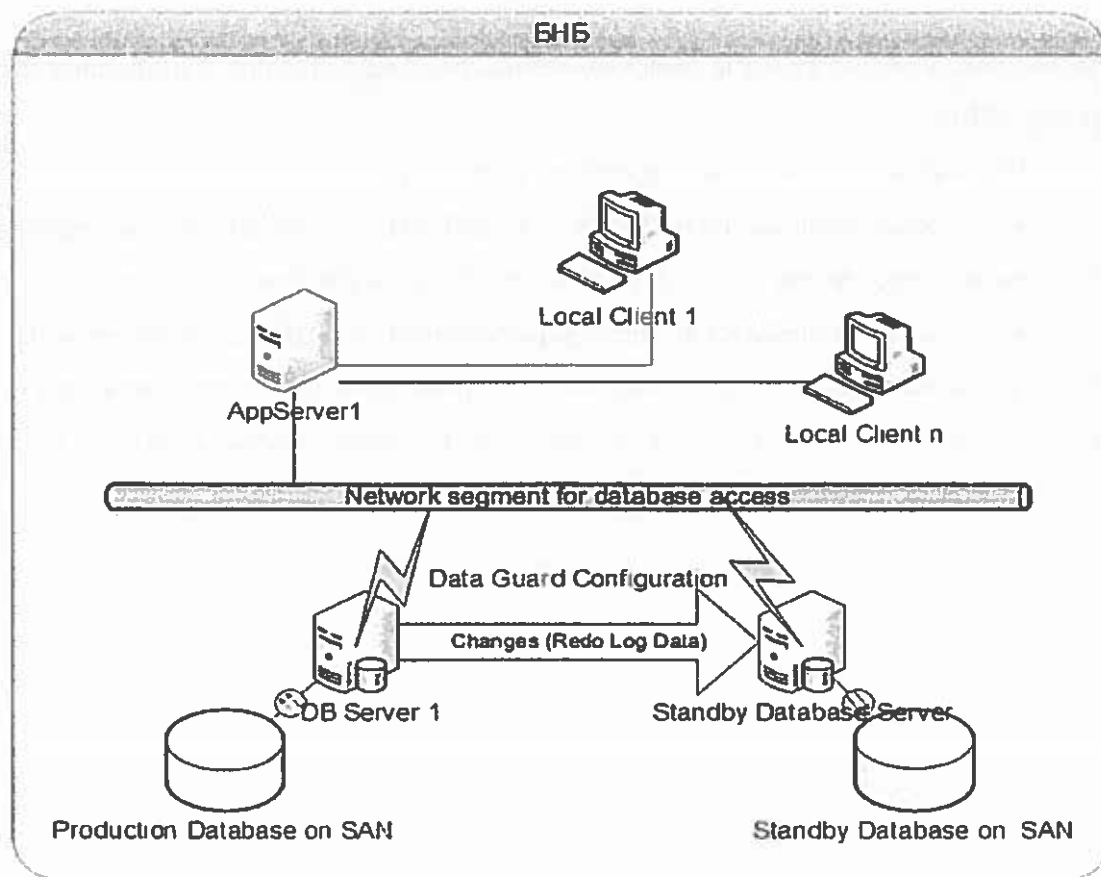 БНБ
Local Client 1
AppServer1
Local Client n
Network segment for database access
Data Guard Configuration
Changes (Redo Log Data)
DB Server 1
Standby Database Server
Production Database on SAN
Standby Database on SAN